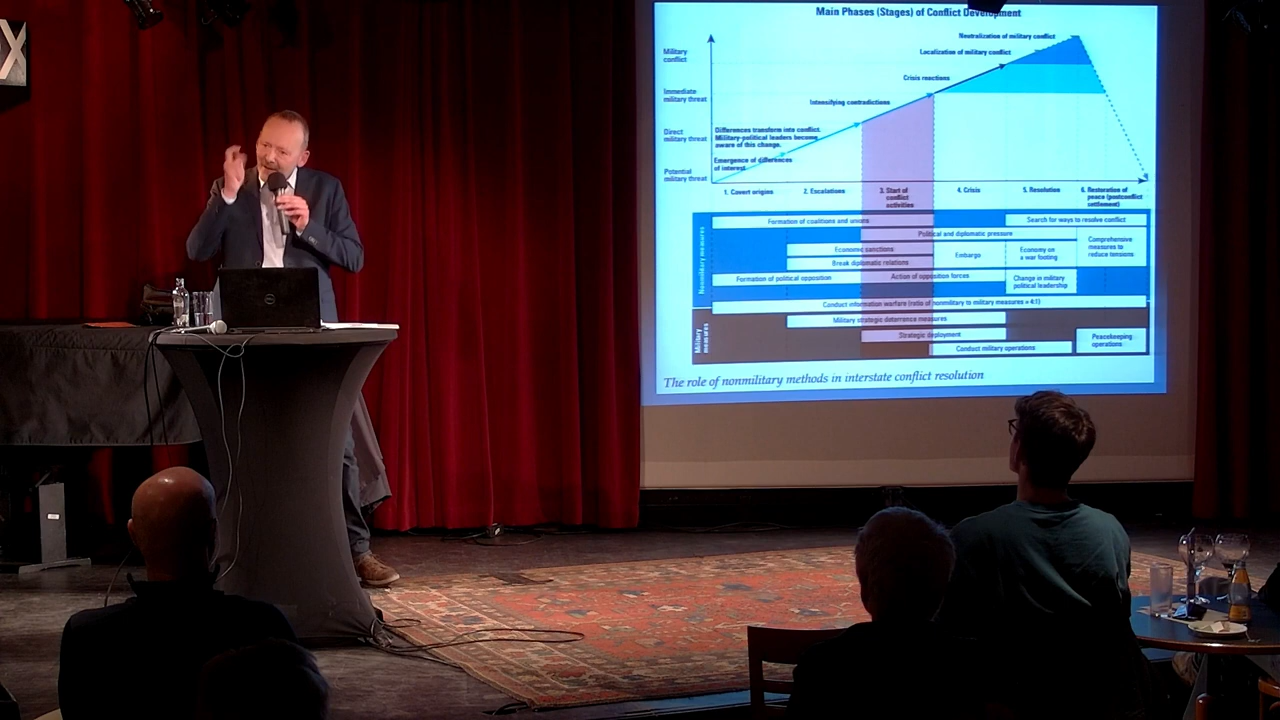 X
Main Phases (Stages) of Conflict Development
Neutralization of military conflict
Military
conflict
Localization of military conflict
Crisis reactions
Immediate
military threat
Intensifying contradictions
Direct
military threat
Differences transform into conflict.
Military-political leaders become
aware of this change.
Emergence of differences
of interest
Potential
military threat
1. Covert origins
2. Escalations
3. Start of
conflict
activities
4. Crisis
5. Resolution
6. Restoration of
peace (postconflict
settlement)
Nonmilitary measures
Formation of coalitions and unions
Search for ways to resolve conflict
Political and diplomatic pressure
Economic sanctions
Break diplomatic relations
Embargo
Economy on
a war footing
Comprehensive
measures to
reduce tensions
Formation of political opposition
Action of opposition forces
Change in military
political leadership
Conduct information warfare (ratio of nonmilitary to military measures = 4:1)
Military
measures
Military strategic deterrence measures
Strategic deployment
Conduct military operations
Peacekeeping
operations
The role of nonmilitary methods in interstate conflict resolution
DELL